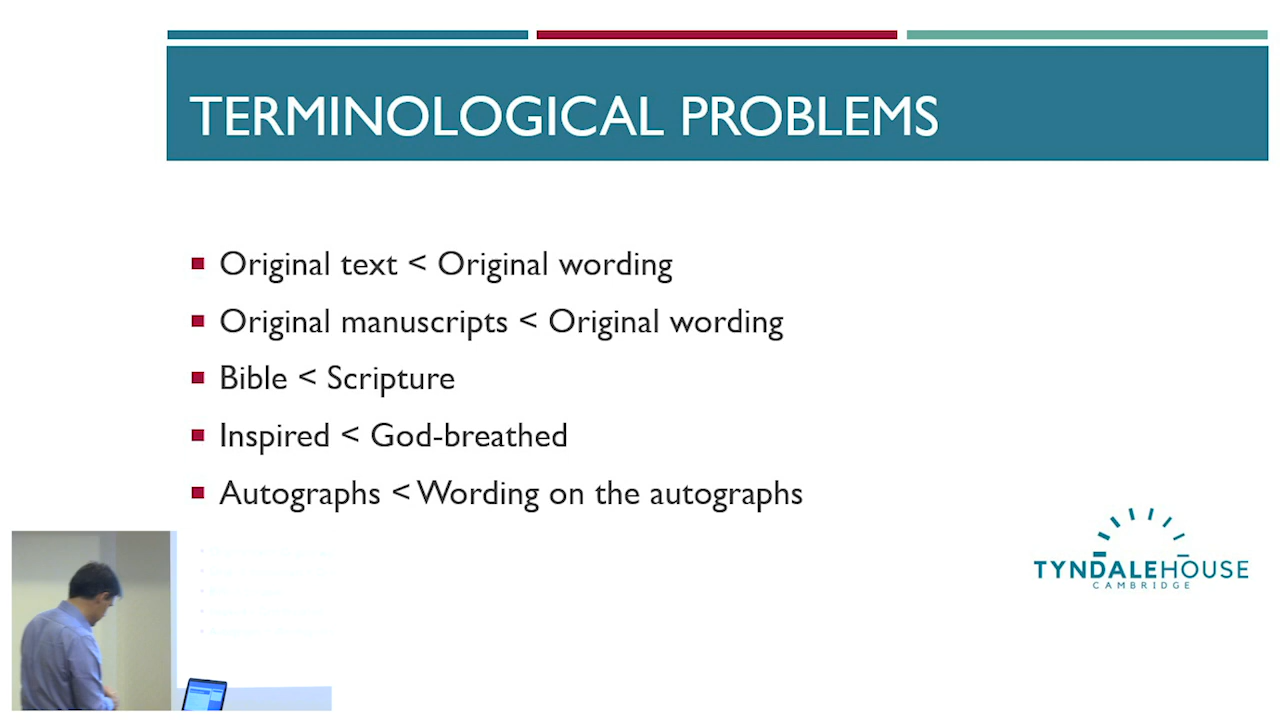 TERMINOLOGICAL PROBLEMS
Original text < Original wording
Original manuscripts < Original wording
Bible < Scripture
Inspired < God-breathed
Autographs < Wording on the autographs
TYNDALEHOUSE
CAMBRIDGE